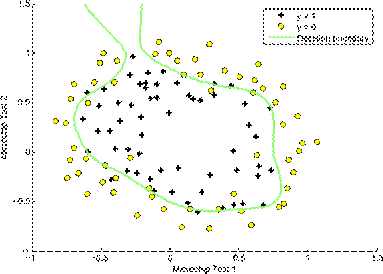 y = 1
y = 0
Decision boundary
1.5
1
0.5
0
-0.5
-1
Microchip Test 2
-1
-0.5
0
0.5
1
1.5
Microchip Test 1